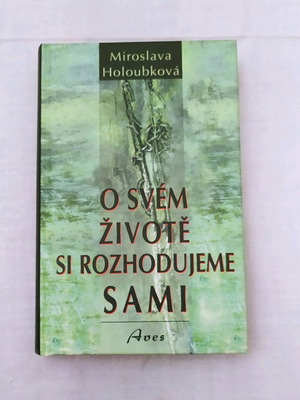 Miroslava
Holoubková
O SVÉM
ŽIVOTĚ
SI ROZHODUJEME
SAMI
Aves